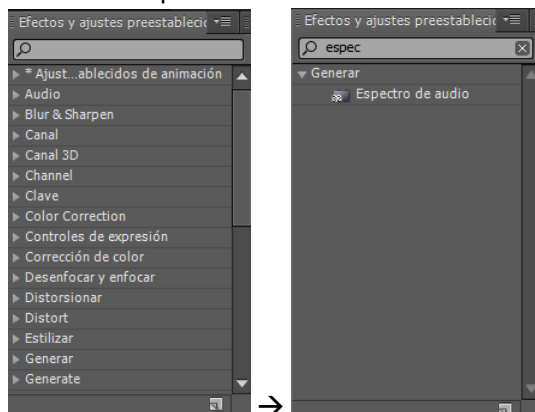 Efectos y ajustes preestablecic
* Ajust...ablecidos de animación
Audio
Blur & Sharpen
Canal
Canal 3D
Channel
Clave
Color Correction
Controles de expresión
Corrección de color
Desenfocar y enfocar
Distorsionar
Distort
Estilizar
Generar
Generate
→
Efectos y ajustes preestablecic
espec
Generar
Espectro de audio